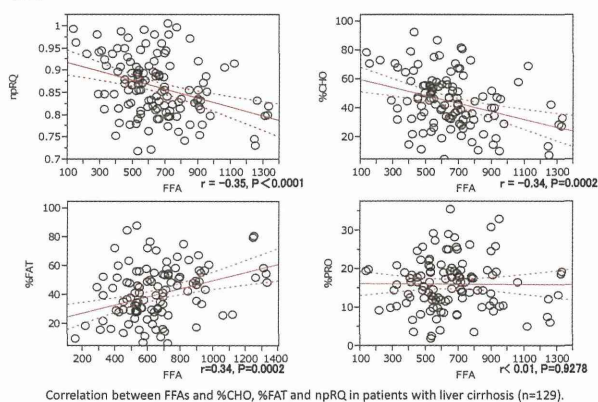 1
0.95
0.9
0.85
0.8
0.75
0.7
npRQ
100 300 500 700 900 1100 1300
FFA
r = -0.35, P<0.0001
100
80
60
40
20
%CHO
100 300 500 700 900 1100 1300
FFA
r = -0.34, P=0.0002
100
80
60
40
20
0
%FAT
200 400 600 800 1000 1200 1400
FFA
r=0.34, P=0.0002
30
20
10
0
%PRO
100 300 500 700 900 1100 1300
FFA
r< 0.01, P=0.9278
Correlation between FFAs and %CHO, %FAT and npRQ in patients with liver cirrhosis (n=129).